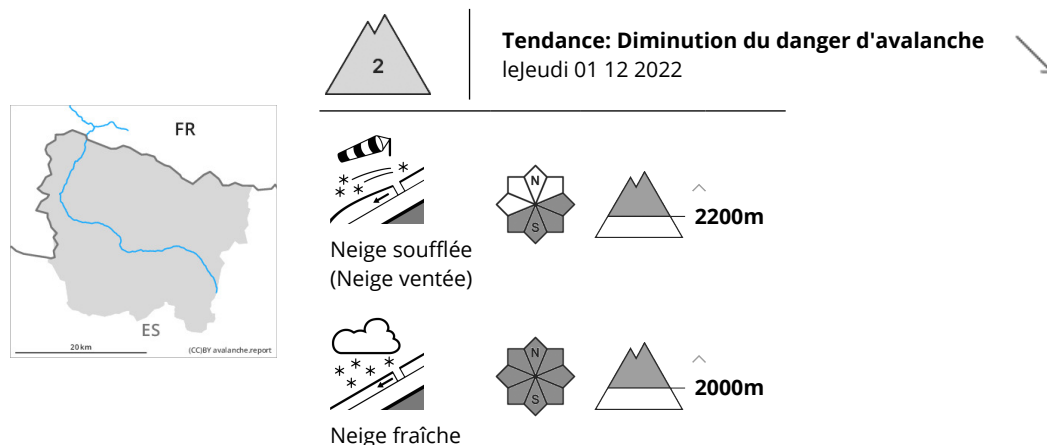 2
Tendance: Diminution du danger d'avalanche
leJeudi 01 12 2022
FR
ES
20 km
(CC)BY avalanche.report
N
S
2200m
Neige soufflée
(Neige ventée)
N
S
2000m
Neige fraîche